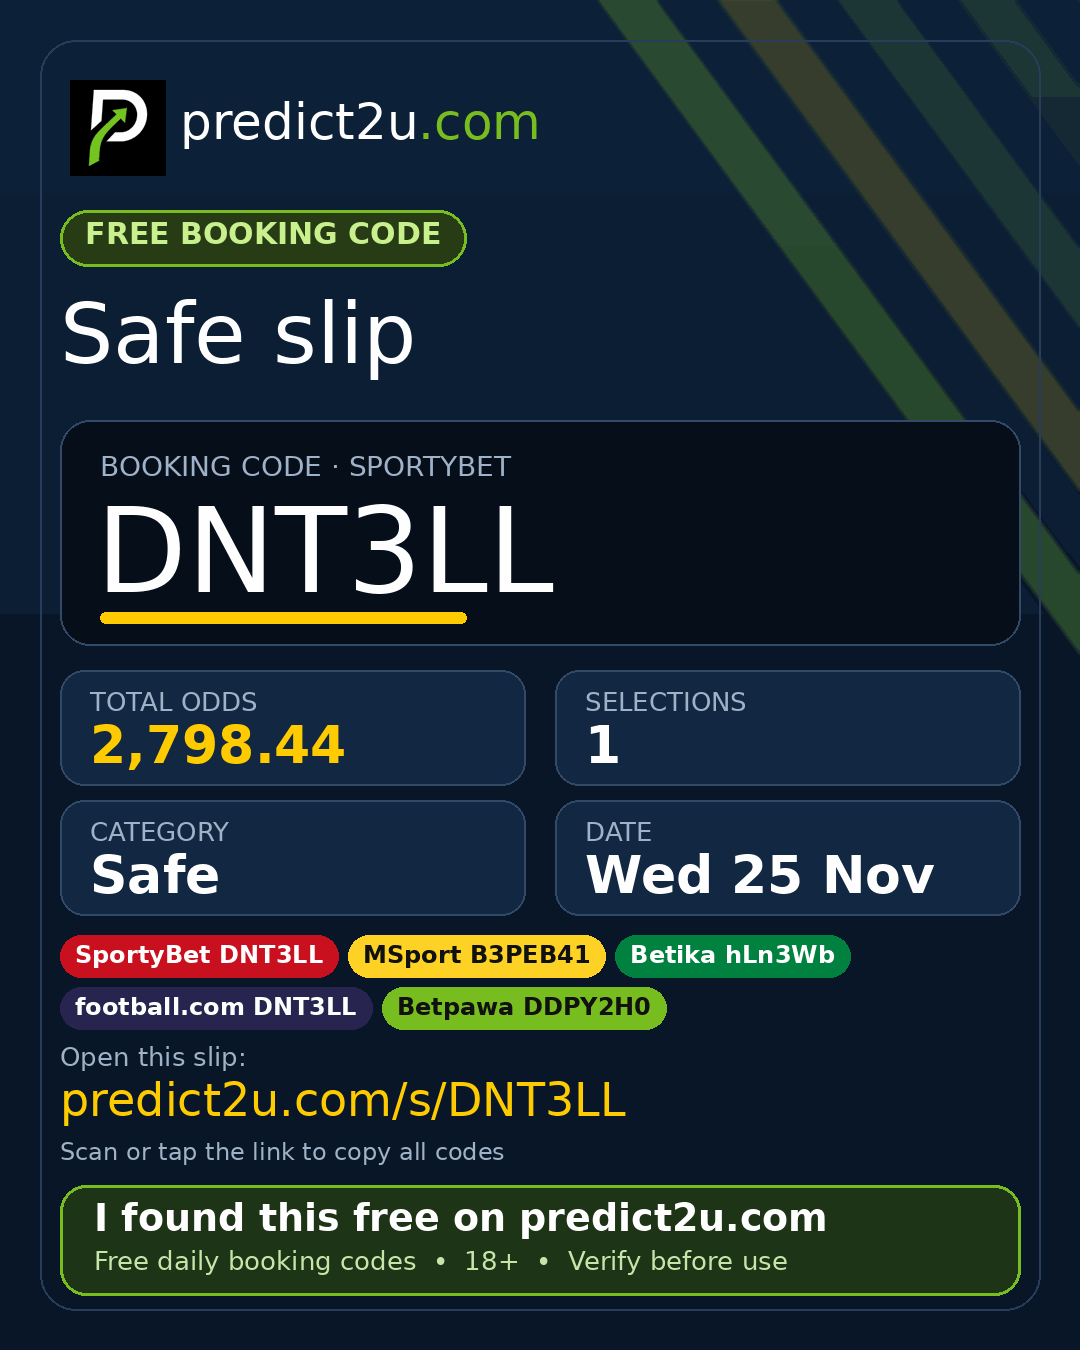 predict2u.com
FREE BOOKING CODE
Safe slip
BOOKING CODE · SPORTYBET
DNT3LL
TOTAL ODDS
2,798.44
SELECTIONS
1
CATEGORY
Safe
DATE
Wed 25 Nov
SportyBet DNT3LL
MSport B3PEB41
Betika hLn3Wb
football.com DNT3LL
Betpawa DDPY2H0
Open this slip:
predict2u.com/s/DNT3LL
Scan or tap the link to copy all codes
I found this free on predict2u.com
Free daily booking codes • 18+ • Verify before use